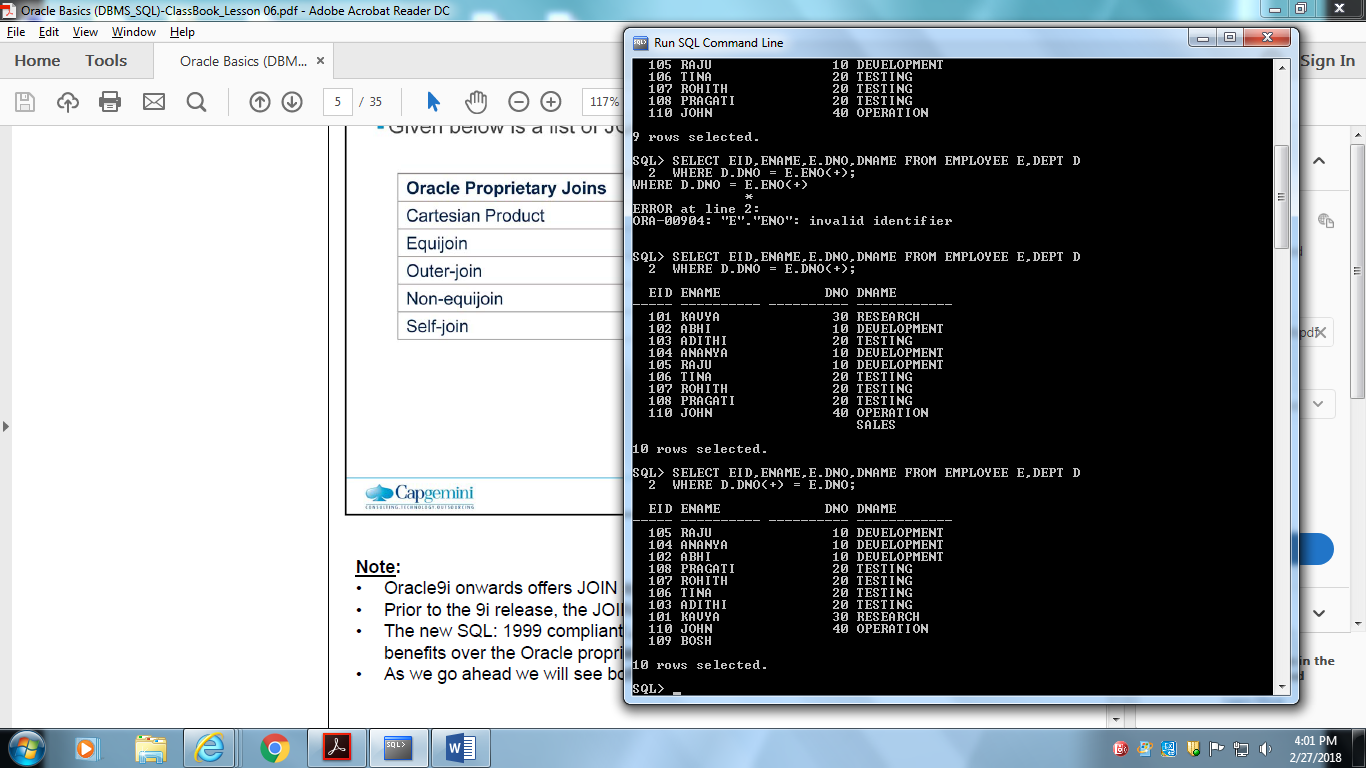 Oracle Basics (DBMS_SQL)-ClassBook_Lesson 06.pdf - Adobe Acrobat Reader DC
File Edit View Window Help
Home Tools Oracle Basics (DBM... × Sign In
5 / 35 117%
Given below is a list of JO
Oracle Proprietary Joins
Cartesian Product
Equijoin
Outer-join
Non-equijoin
Self-join
Capgemini
CONSULTING.TECHNOLOGY.OUTSOURCING
Note:
• Oracle9i onwards offers JOIN
• Prior to the 9i release, the JOI
• The new SQL: 1999 compliant
benefits over the Oracle propri
• As we go ahead we will see bo
Run SQL Command Line
105 RAJU 10 DEVELOPMENT
106 TINA 20 TESTING
107 ROHITH 20 TESTING
108 PRAGATI 20 TESTING
110 JOHN 40 OPERATION
9 rows selected.
SQL> SELECT EID,ENAME,E.DNO,DNAME FROM EMPLOYEE E,DEPT D
2 WHERE D.DNO = E.ENO(+);
WHERE D.DNO = E.ENO(+)
*
ERROR at line 2:
ORA-00904: "E"."ENO": invalid identifier
SQL> SELECT EID,ENAME,E.DNO,DNAME FROM EMPLOYEE E,DEPT D
2 WHERE D.DNO = E.DNO(+);
EID ENAME DNO DNAME
----- ---------- ---------- ------------
101 KAVYA 30 RESEARCH
102 ABHI 10 DEVELOPMENT
103 ADITHI 20 TESTING
104 ANANYA 10 DEVELOPMENT
105 RAJU 10 DEVELOPMENT
106 TINA 20 TESTING
107 ROHITH 20 TESTING
108 PRAGATI 20 TESTING
110 JOHN 40 OPERATION
SALES
10 rows selected.
SQL> SELECT EID,ENAME,E.DNO,DNAME FROM EMPLOYEE E,DEPT D
2 WHERE D.DNO(+) = E.DNO;
EID ENAME DNO DNAME
----- ---------- ---------- ------------
105 RAJU 10 DEVELOPMENT
104 ANANYA 10 DEVELOPMENT
102 ABHI 10 DEVELOPMENT
108 PRAGATI 20 TESTING
107 ROHITH 20 TESTING
106 TINA 20 TESTING
103 ADITHI 20 TESTING
101 KAVYA 30 RESEARCH
110 JOHN 40 OPERATION
109 BOSH
10 rows selected.
SQL> _
in the
4:01 PM
2/27/2018